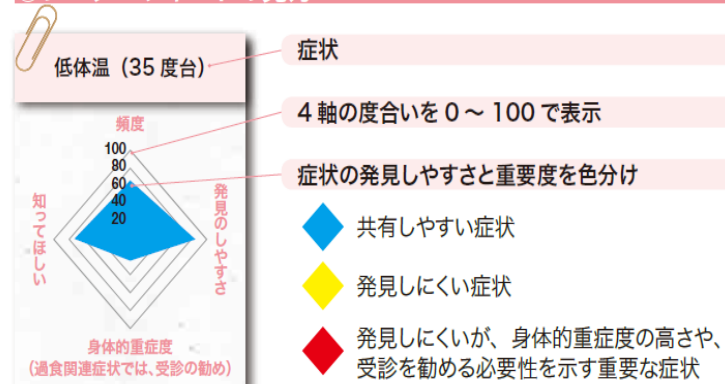 低体温（35 度台）
症状
4 軸の度合いを 0 ～ 100 で表示
症状の発見しやすさと重要度を色分け
頻度
100
80
60
40
20
知ってほしい
発見のしやすさ
身体的重症度
（過食関連症状では、受診の勧め）
共有しやすい症状
発見しにくい症状
発見しにくいが、身体的重症度の高さや、
受診を勧める必要性を示す重要な症状